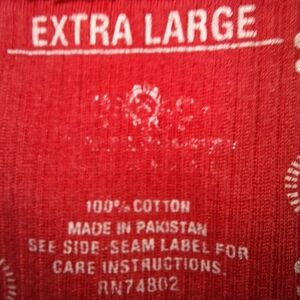 EXTRA LARGE
100% COTTON
MADE IN PAKISTAN
SEE SIDE-SEAM LABEL FOR
CARE INSTRUCTIONS.
RN74802